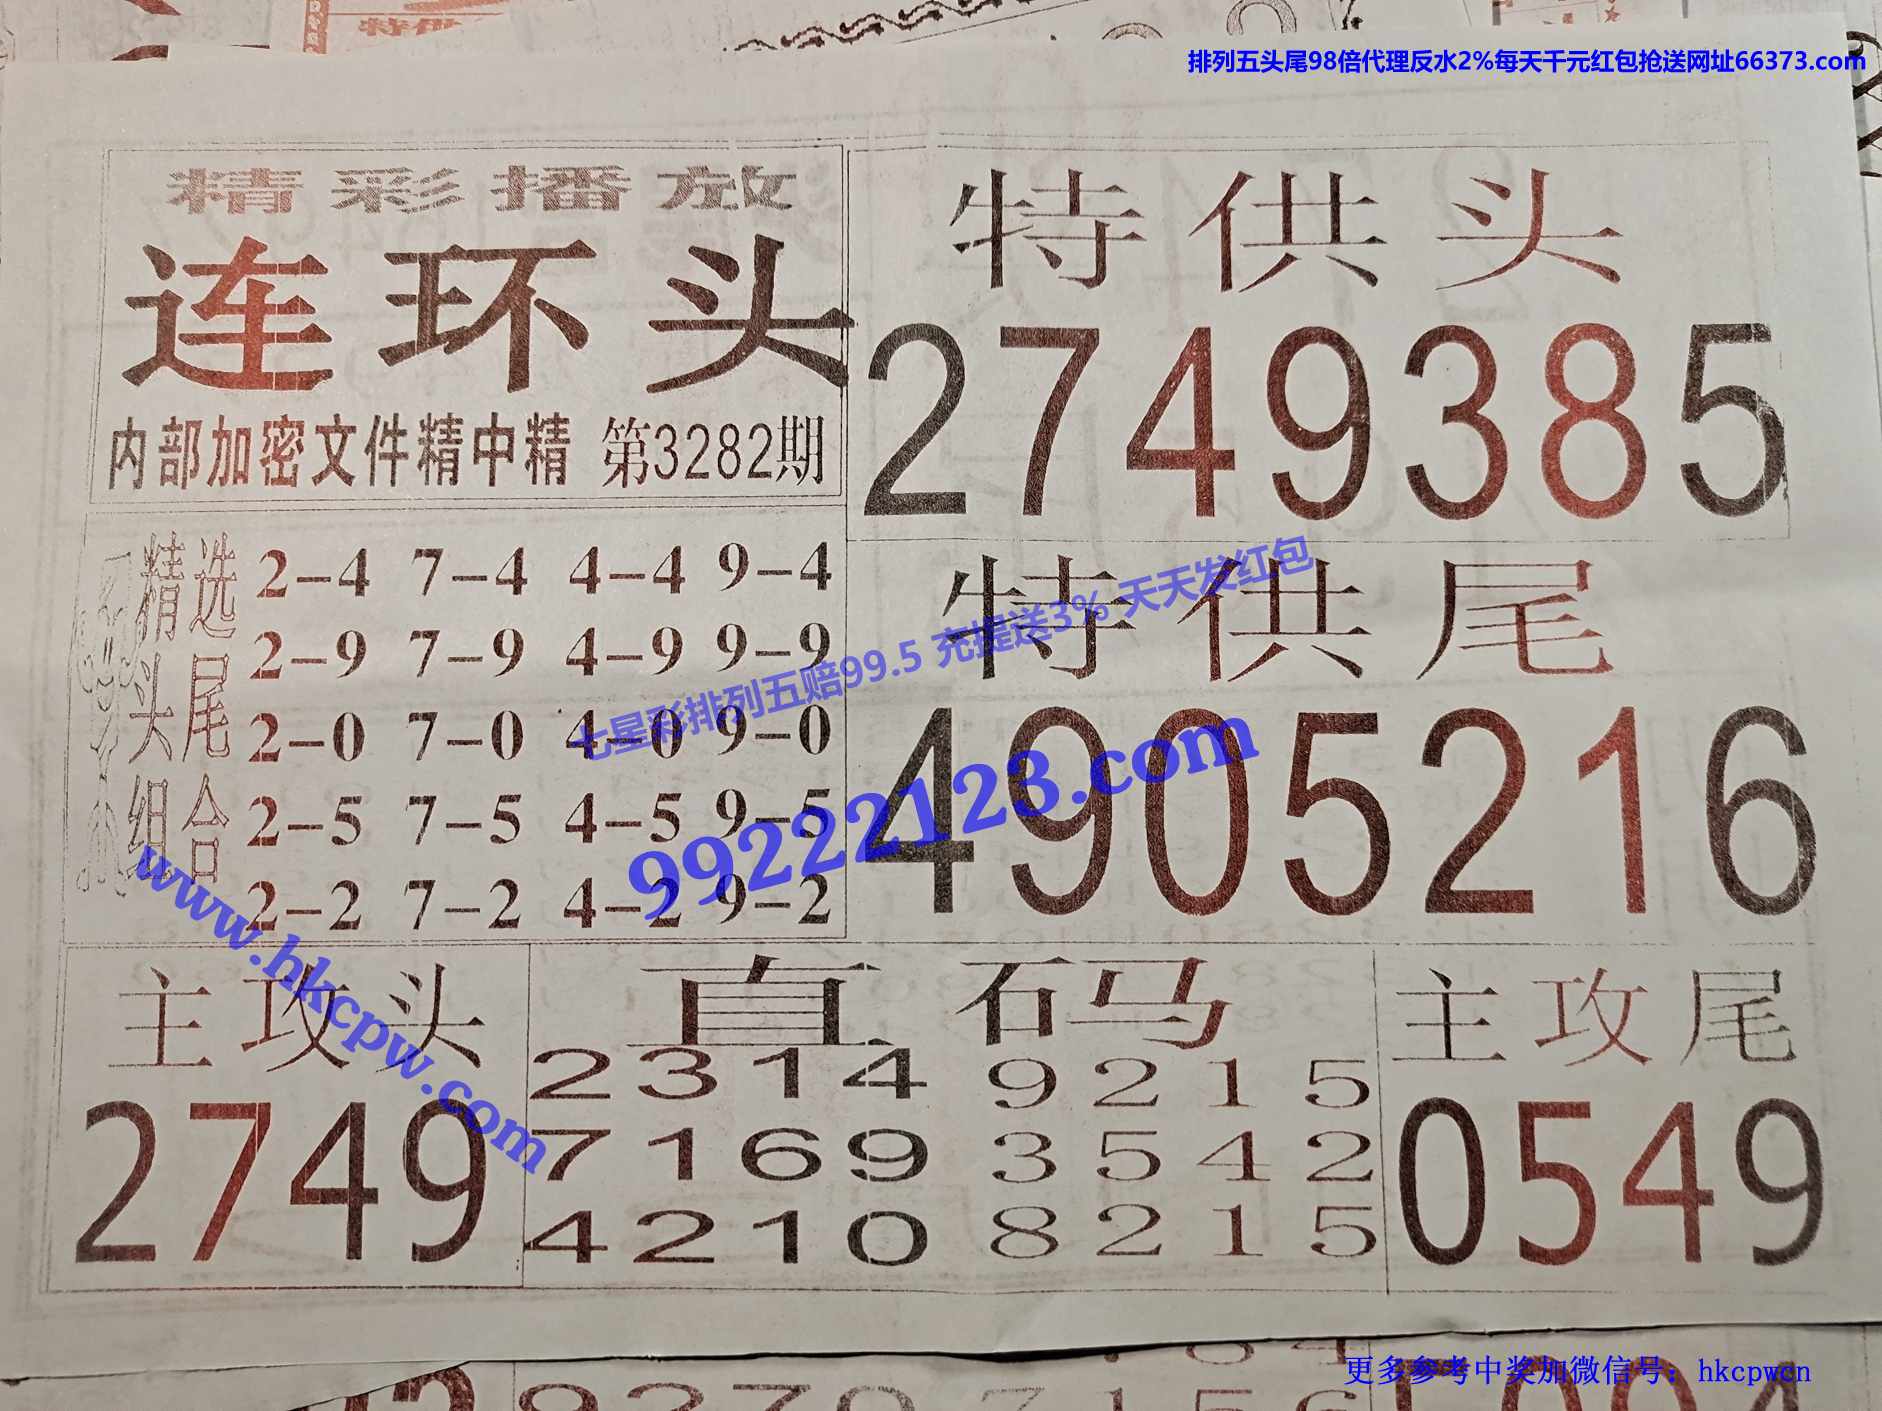 排列五头尾98倍代理反水2%每天千元红包抢送网址66373.com
精彩播放
连环头
内部加密文件精中精 第3282期
特供头
2749385
精选头尾组合
2-4 7-4 4-4 9-4
2-9 7-9 4-9 9-9
2-0 7-0 4-0 9-0
2-5 7-5 4-5 9-5
2-2 7-2 4-2 9-2
特供尾
4905216
七星彩排列五赔99.5 充提送3% 天天发红包
99222123.com
www.hkcpw.com
主攻头
2749
直码
2314 9215
7169 3542
4210 8215
主攻尾
0549
更多参考中奖加微信号：hkcpwcn